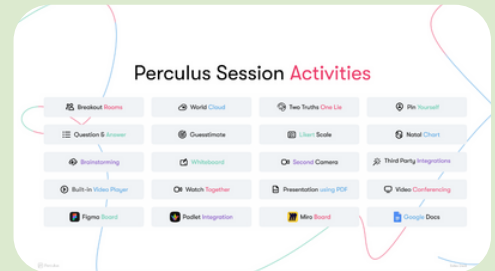 Perculus Session Activities
Breakout Rooms
World Cloud
Two Truths One Lie
Pin Yourself
Question & Answer
Guesstimate
Likert Scale
Natal Chart
Brainstorming
Whiteboard
Second Camera
Third Party Integrations
Built-in Video Player
Watch Together
Presentation using PDF
Video Conferencing
Figma Board
Padlet Integration
Miro Board
Google Docs